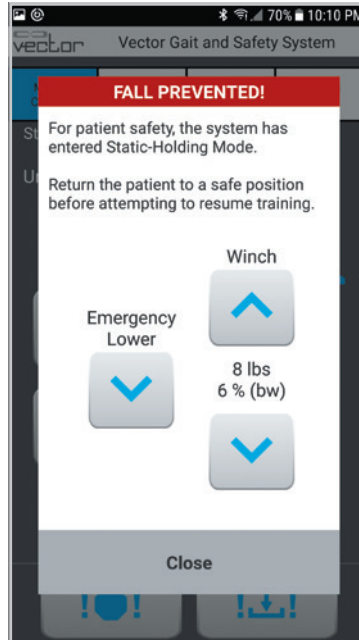 70% 10:10 PM
vector Vector Gait and Safety System
FALL PREVENTED!
For patient safety, the system has
entered Static-Holding Mode.
Return the patient to a safe position
before attempting to resume training.
Winch
Emergency
Lower
8 lbs
6 % (bw)
Close